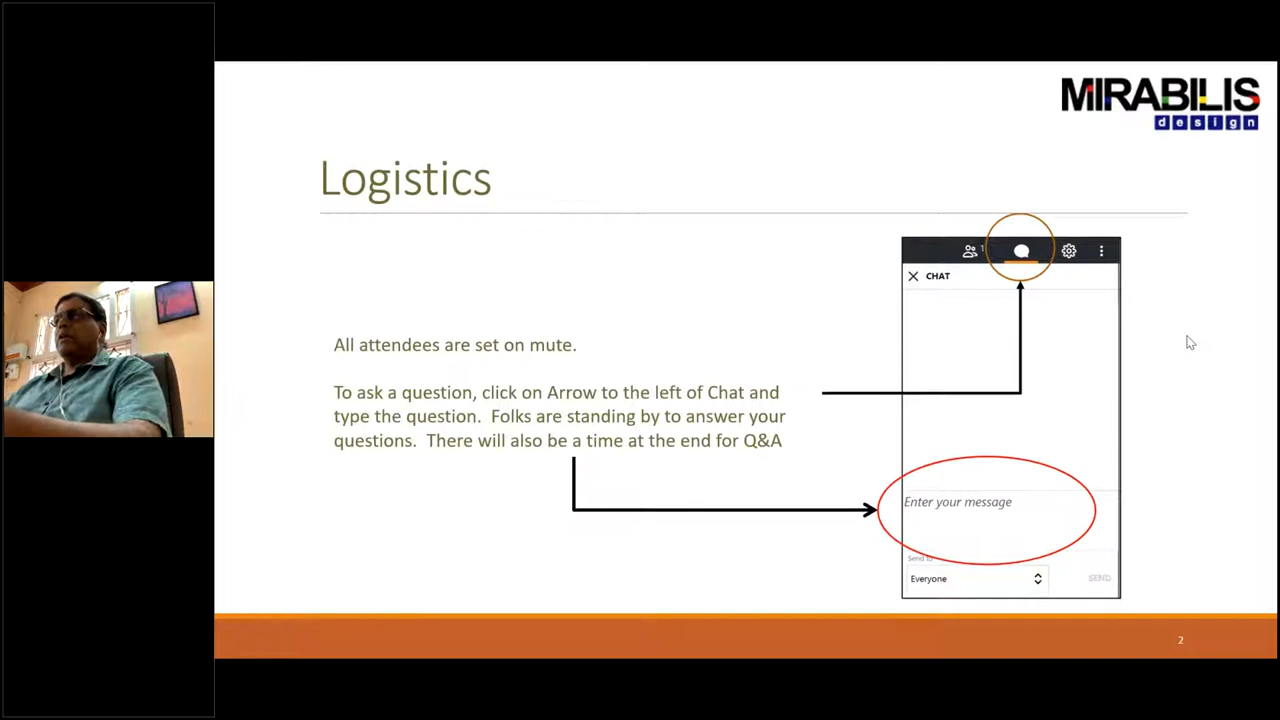 MIRABILIS
design
Logistics
1
CHAT
All attendees are set on mute.
To ask a question, click on Arrow to the left of Chat and
type the question. Folks are standing by to answer your
questions. There will also be a time at the end for Q&A
Enter your message
Send to
Everyone
SEND
2